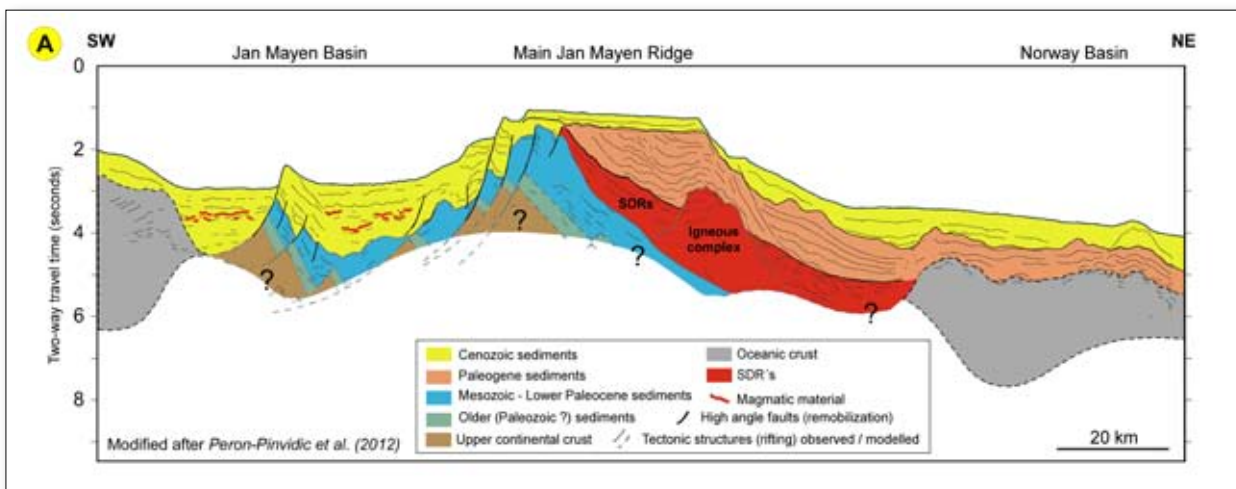 A SW
NE
Jan Mayen Basin
Main Jan Mayen Ridge
Norway Basin
0
2
4
6
8
Two-way travel time (seconds)
SDRs
Igneous
complex
?
?
?
?
Cenozoic sediments
Paleogene sediments
Mesozoic - Lower Paleocene sediments
Older (Paleozoic ?) sediments
Upper continental crust
Oceanic crust
SDR´s
Magmatic material
High angle faults (remobilization)
Tectonic structures (rifting) observed / modelled
Modified after Peron-Pinvidic et al. (2012)
20 km